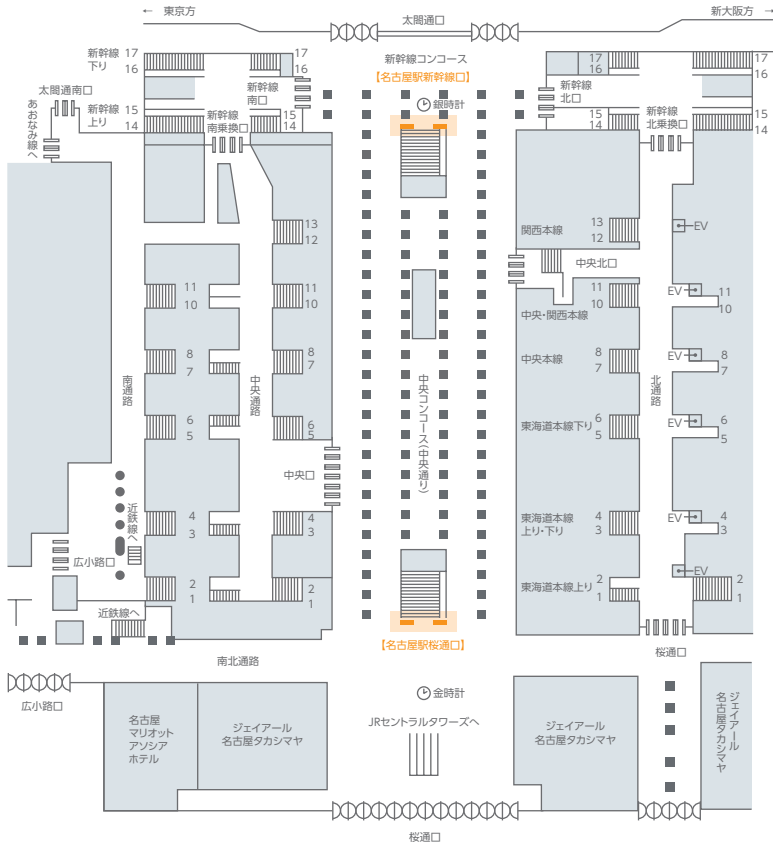 ← 東京方
太閤通口
新大阪方 →
新幹線 17
下り 16
17
16
新幹線コンコース
【名古屋駅新幹線口】
17
16
17
16
太閤通南口
新幹線
南口
新幹線
北口
あおなみ線へ
新幹線 15
上り 14
15
14
新幹線
南乗換口
銀時計
15
14
新幹線
北乗換口
15
14
13
12
関西本線
13
12
EV
中央北口
11
10
11
10
中央・関西本線
11
10
EV
11
10
8
7
8
7
中央本線
8
7
EV
8
7
南通路
中央通路
中央コンコース(中央通り)
北通路
6
5
6
5
東海道本線下り
6
5
EV
6
5
中央口
近鉄線へ
4
3
4
3
東海道本線
上り・下り
4
3
EV
4
3
広小路口
2
1
2
1
東海道本線上り
2
1
EV
2
1
近鉄線へ
【名古屋駅桜通口】
桜通口
南北通路
広小路口
金時計
名古屋
マリオット
アソシア
ホテル
ジェイアール
名古屋タカシマヤ
JRセントラルタワーズへ
ジェイアール
名古屋タカシマヤ
ジェイアール
名古屋タカシマヤ
桜通口